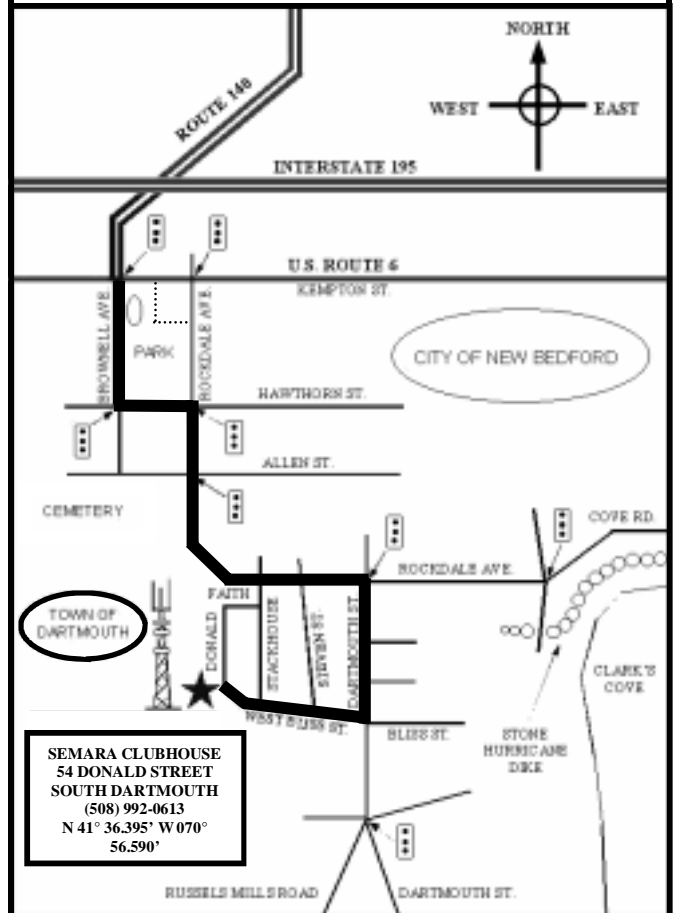 NORTH
WEST
EAST
ROUTE 140
INTERSTATE 195
U.S. ROUTE 6
KEMPTON ST.
BROWNELL AVE.
PARK
ROCKDALE AVE.
CITY OF NEW BEDFORD
HAWTHORN ST.
ALLEN ST.
CEMETERY
COVE RD.
ROCKDALE AVE.
FAITH
TOWN OF
DARTMOUTH
DONALD
STACKHOUSE
STEVEN ST.
DARTMOUTH ST.
CLARK'S
COVE
WEST BLISS ST.
BLISS ST.
STONE
HURRICANE
DIKE
SEMARA CLUBHOUSE
54 DONALD STREET
SOUTH DARTMOUTH
(508) 992-0613
N 41° 36.395’ W 070°
56.590’
RUSSELS MILLS ROAD
DARTMOUTH ST.